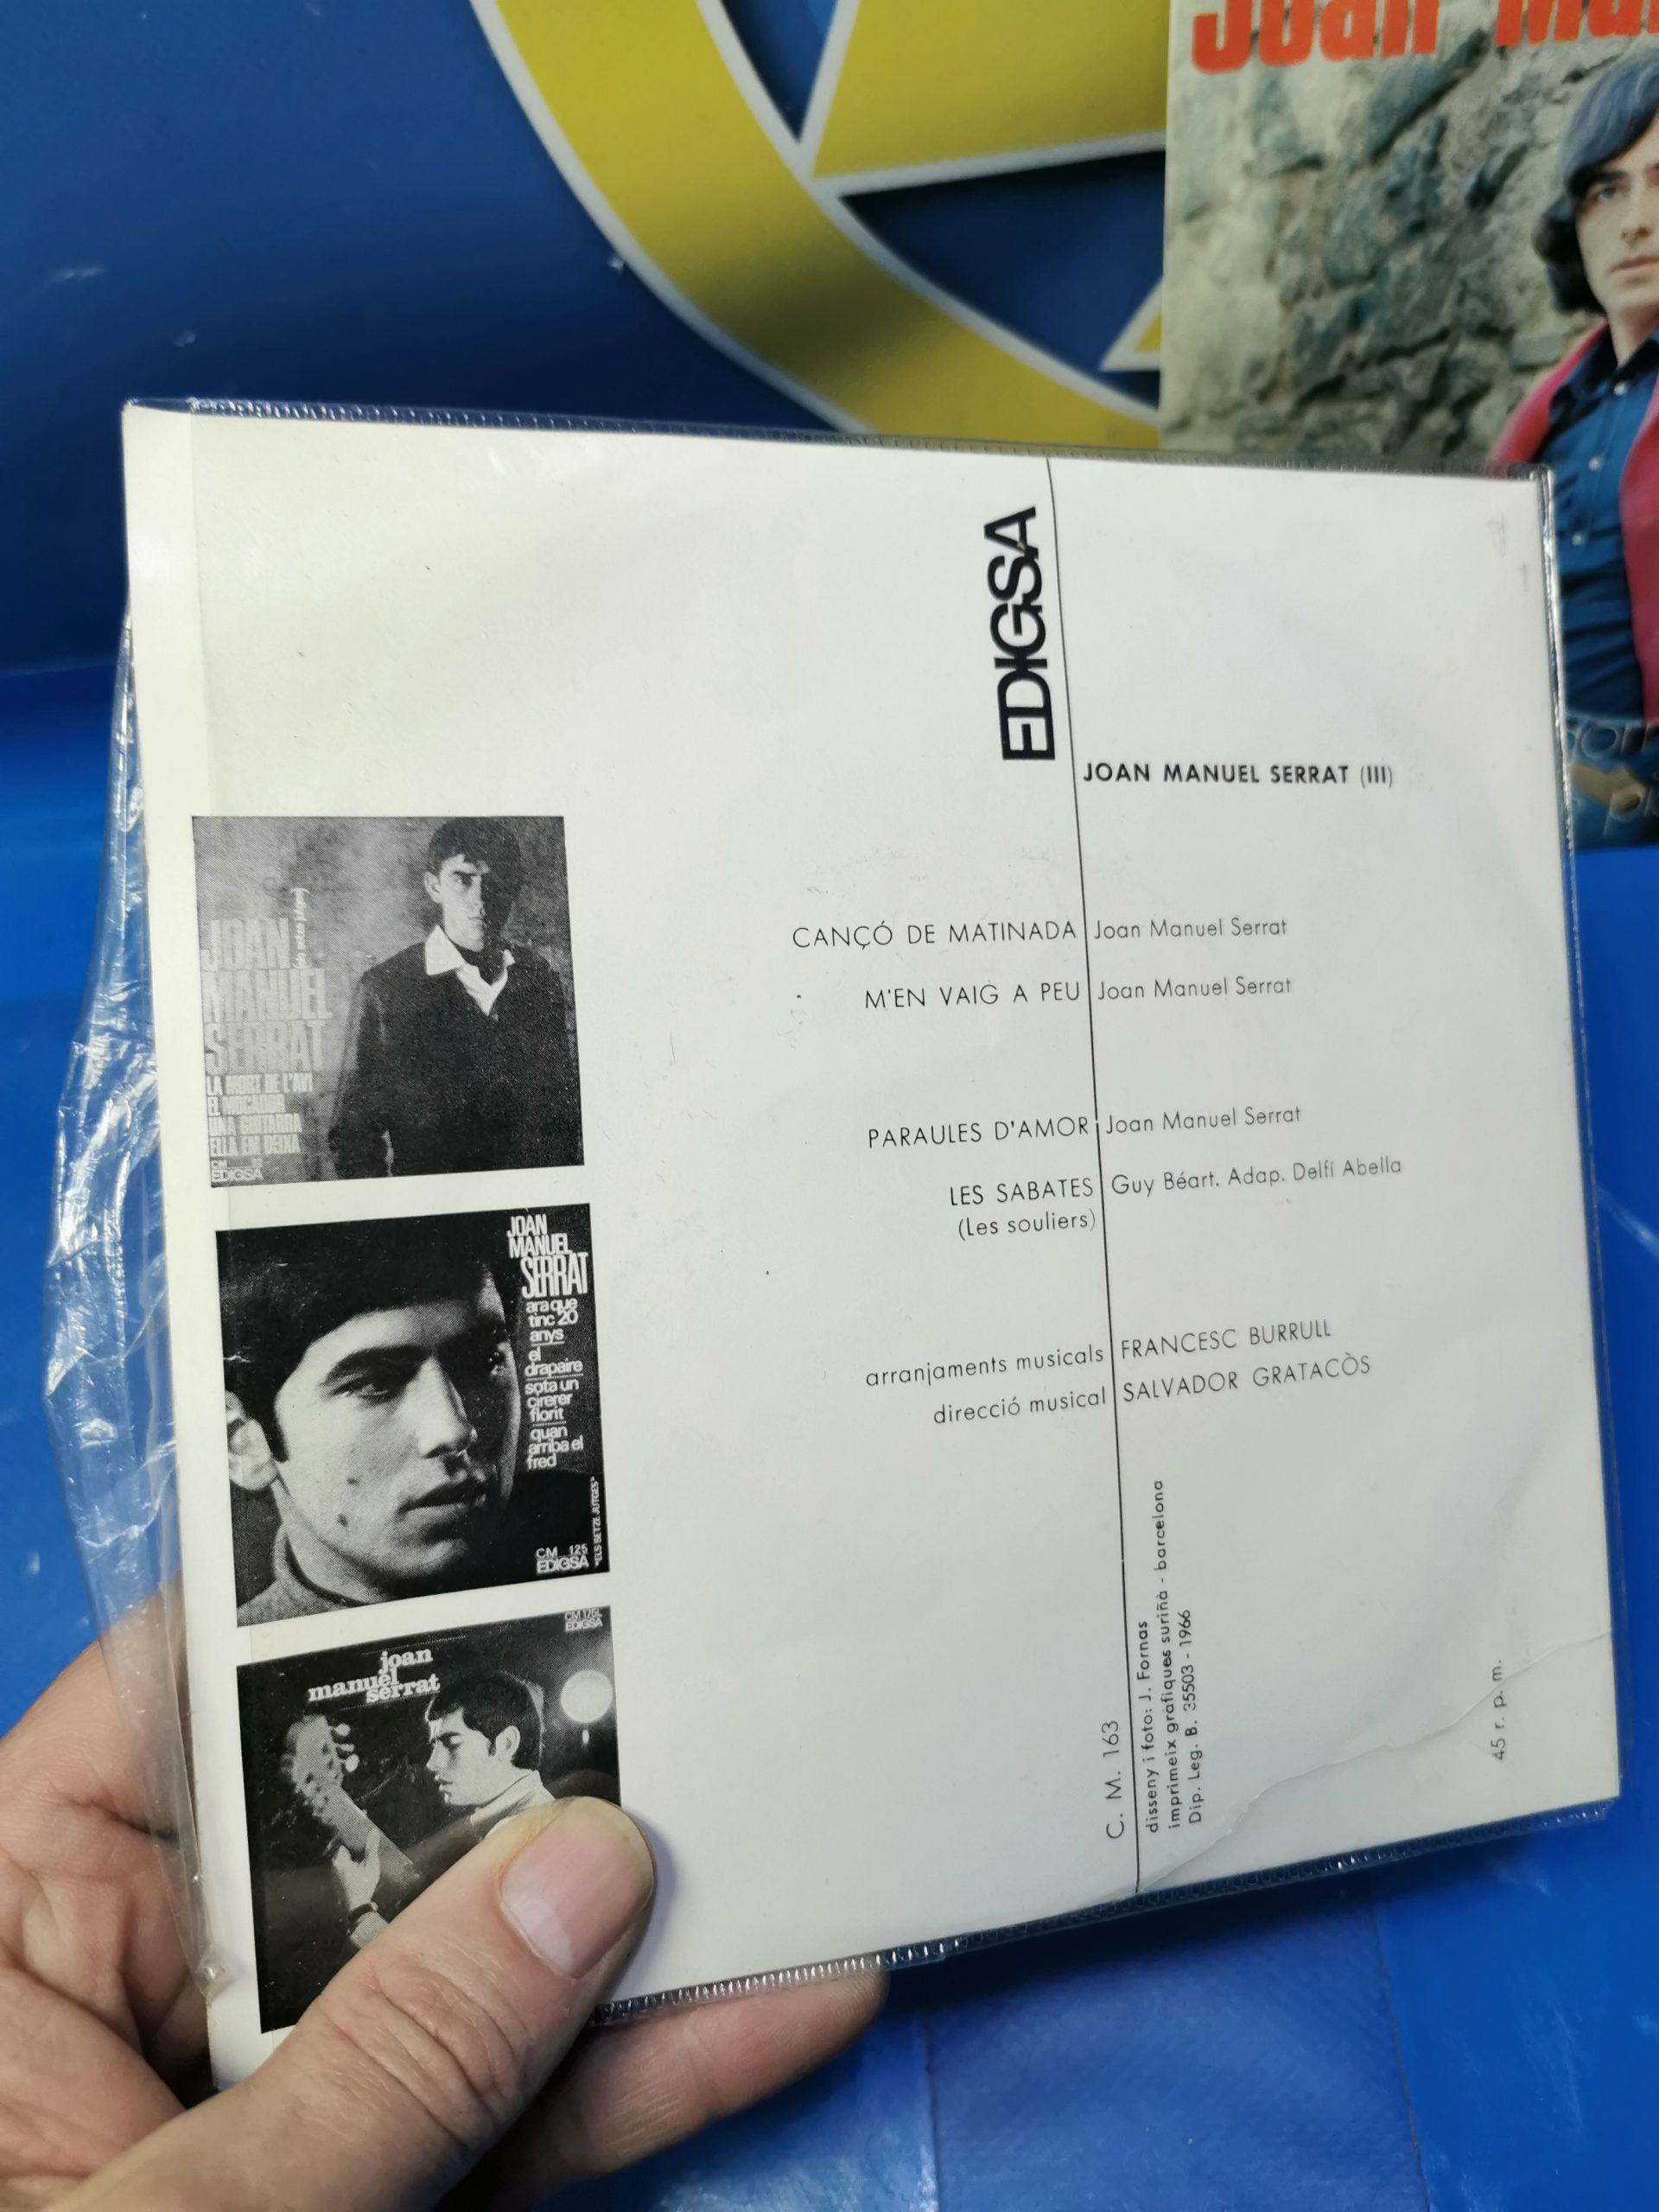 Joan
EDIGSA
JOAN MANUEL SERRAT (III)
CANÇÓ DE MATINADA Joan Manuel Serrat
M'EN VAIG A PEU Joan Manuel Serrat
PARAULES D'AMOR Joan Manuel Serrat
LES SABATES Guy Béart. Adap. Delfí Abella
(Les souliers)
arranjaments musicals FRANCESC BURRULL
direcció musical SALVADOR GRATACÒS
C. M. 163
disseny i foto: J. Fornas
imprimeix gràfiques suriñà - barcelona
Dip. Leg. B. 35503 - 1966
45 r. p. m.
JOAN
MANUEL
SERRAT
LA MORT DE L'AVI
EL MOCADOR
UNA GUITARRA
ELLA EM DEIXA
CM
EDIGSA
JOAN
MANUEL
SERRAT
ara que
tinc 20
anys
el
drapaire
sota un
cirerer
florit
quan
arriba el
fred
"ELS SETZE JUTGES"
CM 125
EDIGSA
EDIGSA
joan
manuel
serrat